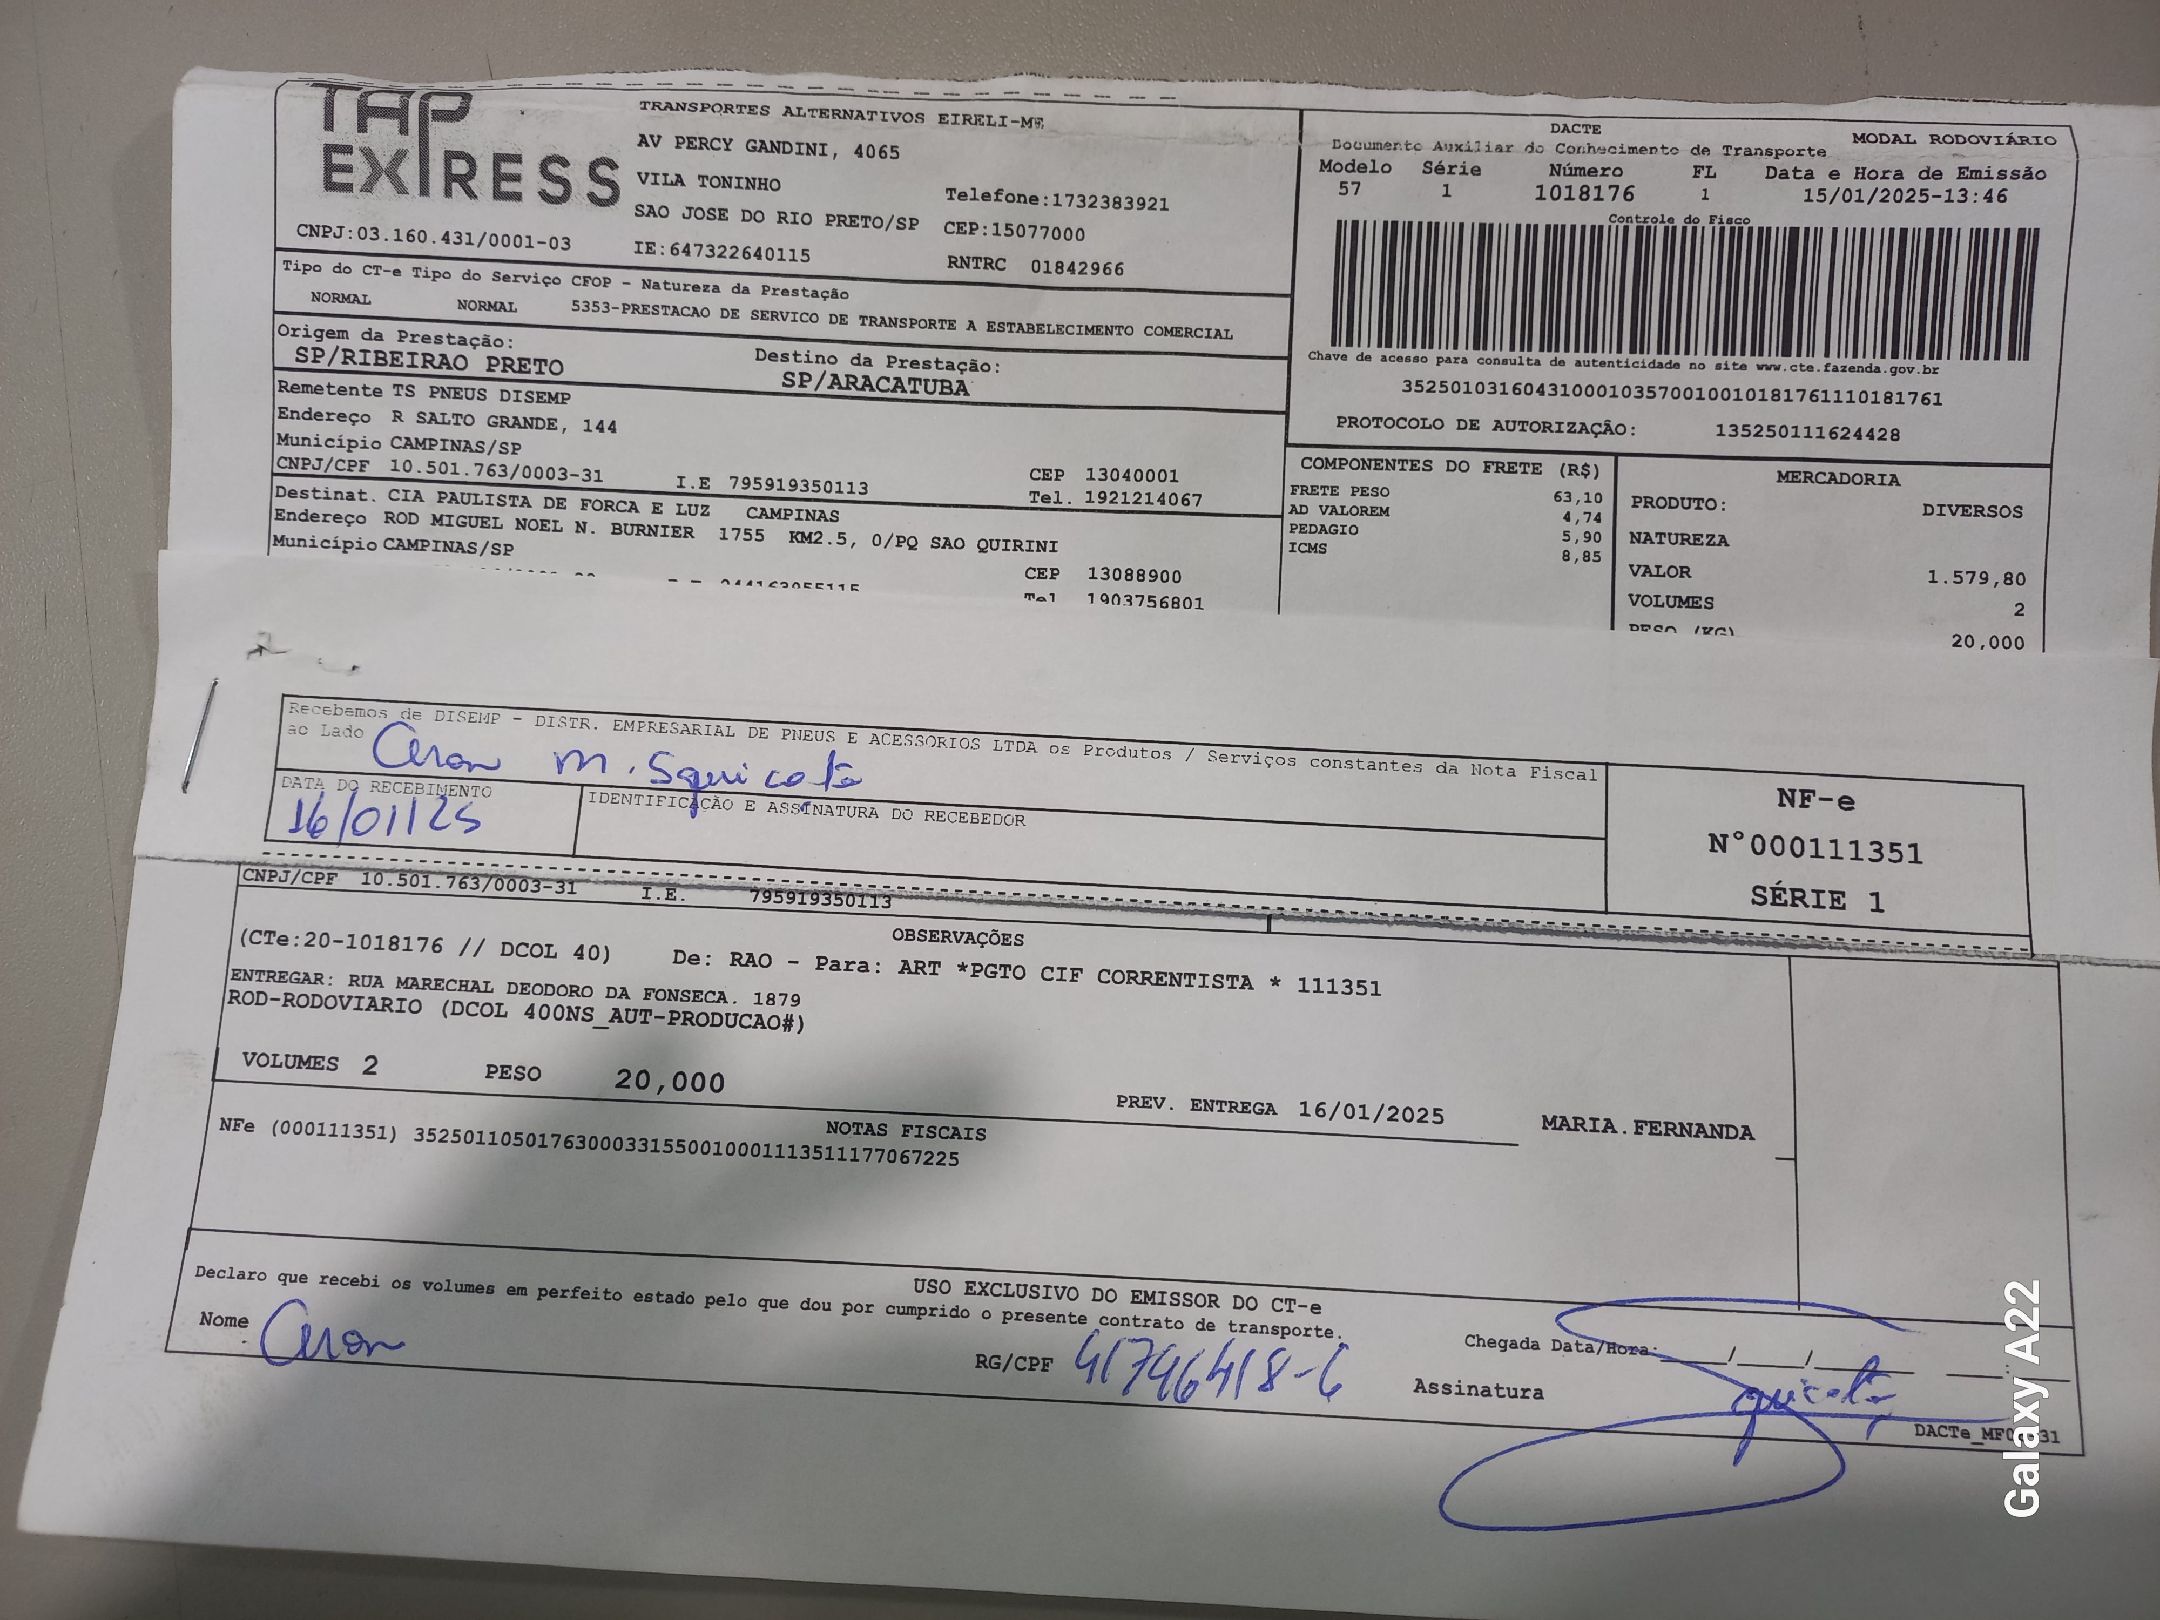 TAP EXPRESS
TRANSPORTES ALTERNATIVOS EIRELI-ME
AV PERCY GANDINI, 4065
VILA TONINHO Telefone:1732383921
SAO JOSE DO RIO PRETO/SP CEP:15077000
CNPJ:03.160.431/0001-03 IE:647322640115 RNTRC 01842966
DACTE MODAL RODOVIÁRIO
Documento Auxiliar do Conhecimento de Transporte
Modelo Série Número FL Data e Hora de Emissão
57 1 1018176 1 15/01/2025-13:46
Controle do Fisco
Chave de acesso para consulta de autenticidade no site www.cte.fazenda.gov.br
35250103160431000103570010010181761110181761
PROTOCOLO DE AUTORIZAÇÃO: 135250111624428
Tipo do CT-e Tipo do Serviço CFOP - Natureza da Prestação
NORMAL NORMAL 5353-PRESTACAO DE SERVICO DE TRANSPORTE A ESTABELECIMENTO COMERCIAL
Origem da Prestação: Destino da Prestação:
SP/RIBEIRAO PRETO SP/ARACATUBA
Remetente TS PNEUS DISEMP
Endereço R SALTO GRANDE, 144
Município CAMPINAS/SP CEP 13040001
CNPJ/CPF 10.501.763/0003-31 I.E 795919350113 Tel. 1921214067
Destinat. CIA PAULISTA DE FORCA E LUZ CAMPINAS
Endereço ROD MIGUEL NOEL N. BURNIER 1755 KM2.5, 0/PQ SAO QUIRINI
Município CAMPINAS/SP CEP 13088900
Tel 1903756801
COMPONENTES DO FRETE (R$)
FRETE PESO 63,10
AD VALOREM 4,74
PEDAGIO 5,90
ICMS 8,85
MERCADORIA
PRODUTO: DIVERSOS
NATUREZA
VALOR 1.579,80
VOLUMES 2
PESO (KG) 20,000
Recebemos de DISEMP - DISTR. EMPRESARIAL DE PNEUS E ACESSORIOS LTDA os Produtos / Serviços constantes da Nota Fiscal
ao Lado
DATA DO RECEBIMENTO IDENTIFICAÇÃO E ASSINATURA DO RECEBEDOR
16/01/25
NF-e
N°000111351
SÉRIE 1
CNPJ/CPF 10.501.763/0003-31 I.E. 795919350113
OBSERVAÇÕES
(CTe:20-1018176 // DCOL 40) De: RAO - Para: ART *PGTO CIF CORRENTISTA * 111351
ENTREGAR: RUA MARECHAL DEODORO DA FONSECA. 1879
ROD-RODOVIARIO (DCOL 400NS_AUT-PRODUCAO#)
VOLUMES 2 PESO 20,000 PREV. ENTREGA 16/01/2025 MARIA.FERNANDA
NOTAS FISCAIS
NFe (000111351) 35250110501763000331550010001113511177067225
USO EXCLUSIVO DO EMISSOR DO CT-e
Declaro que recebi os volumes em perfeito estado pelo que dou por cumprido o presente contrato de transporte.
Chegada Data/Hora:
Nome RG/CPF 41746418-6 Assinatura
Galaxy A22